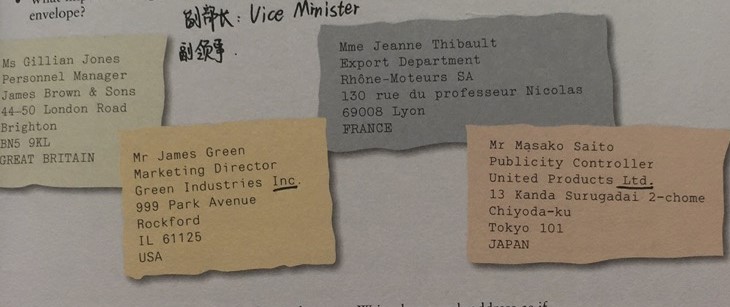 envelope?
副部长: Vice Minister
副领事.
Ms Gillian Jones
Personnel Manager
James Brown & Sons
44–50 London Road
Brighton
BN5 9KL
GREAT BRITAIN
Mr James Green
Marketing Director
Green Industries Inc.
999 Park Avenue
Rockford
IL 61125
USA
Mme Jeanne Thibault
Export Department
Rhône-Moteurs SA
130 rue du professeur Nicolas
69008 Lyon
FRANCE
Mr Masako Saito
Publicity Controller
United Products Ltd.
13 Kanda Surugadai 2-chome
Chiyoda-ku
Tokyo 101
JAPAN